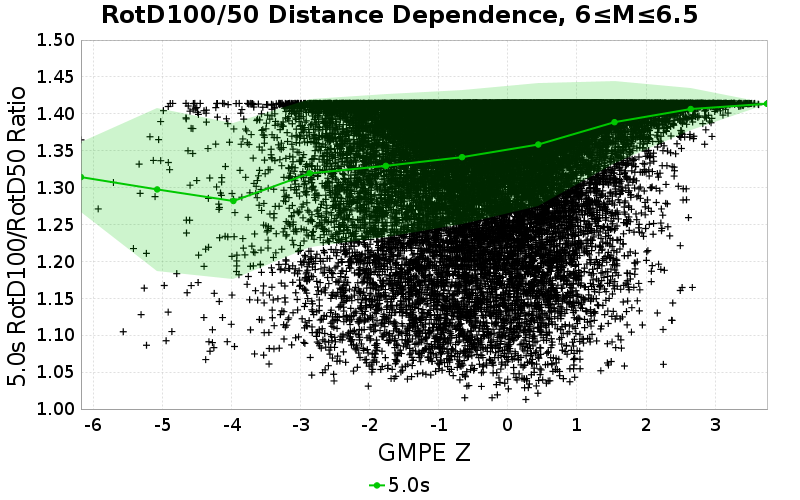 RotD100/50 Distance Dependence, 6≤M≤6.5
5.0s RotD100/RotD50 Ratio
1.50
1.45
1.40
1.35
1.30
1.25
1.20
1.15
1.10
1.05
1.00
-6 -5 -4 -3 -2 -1 0 1 2 3
GMPE Z
5.0s